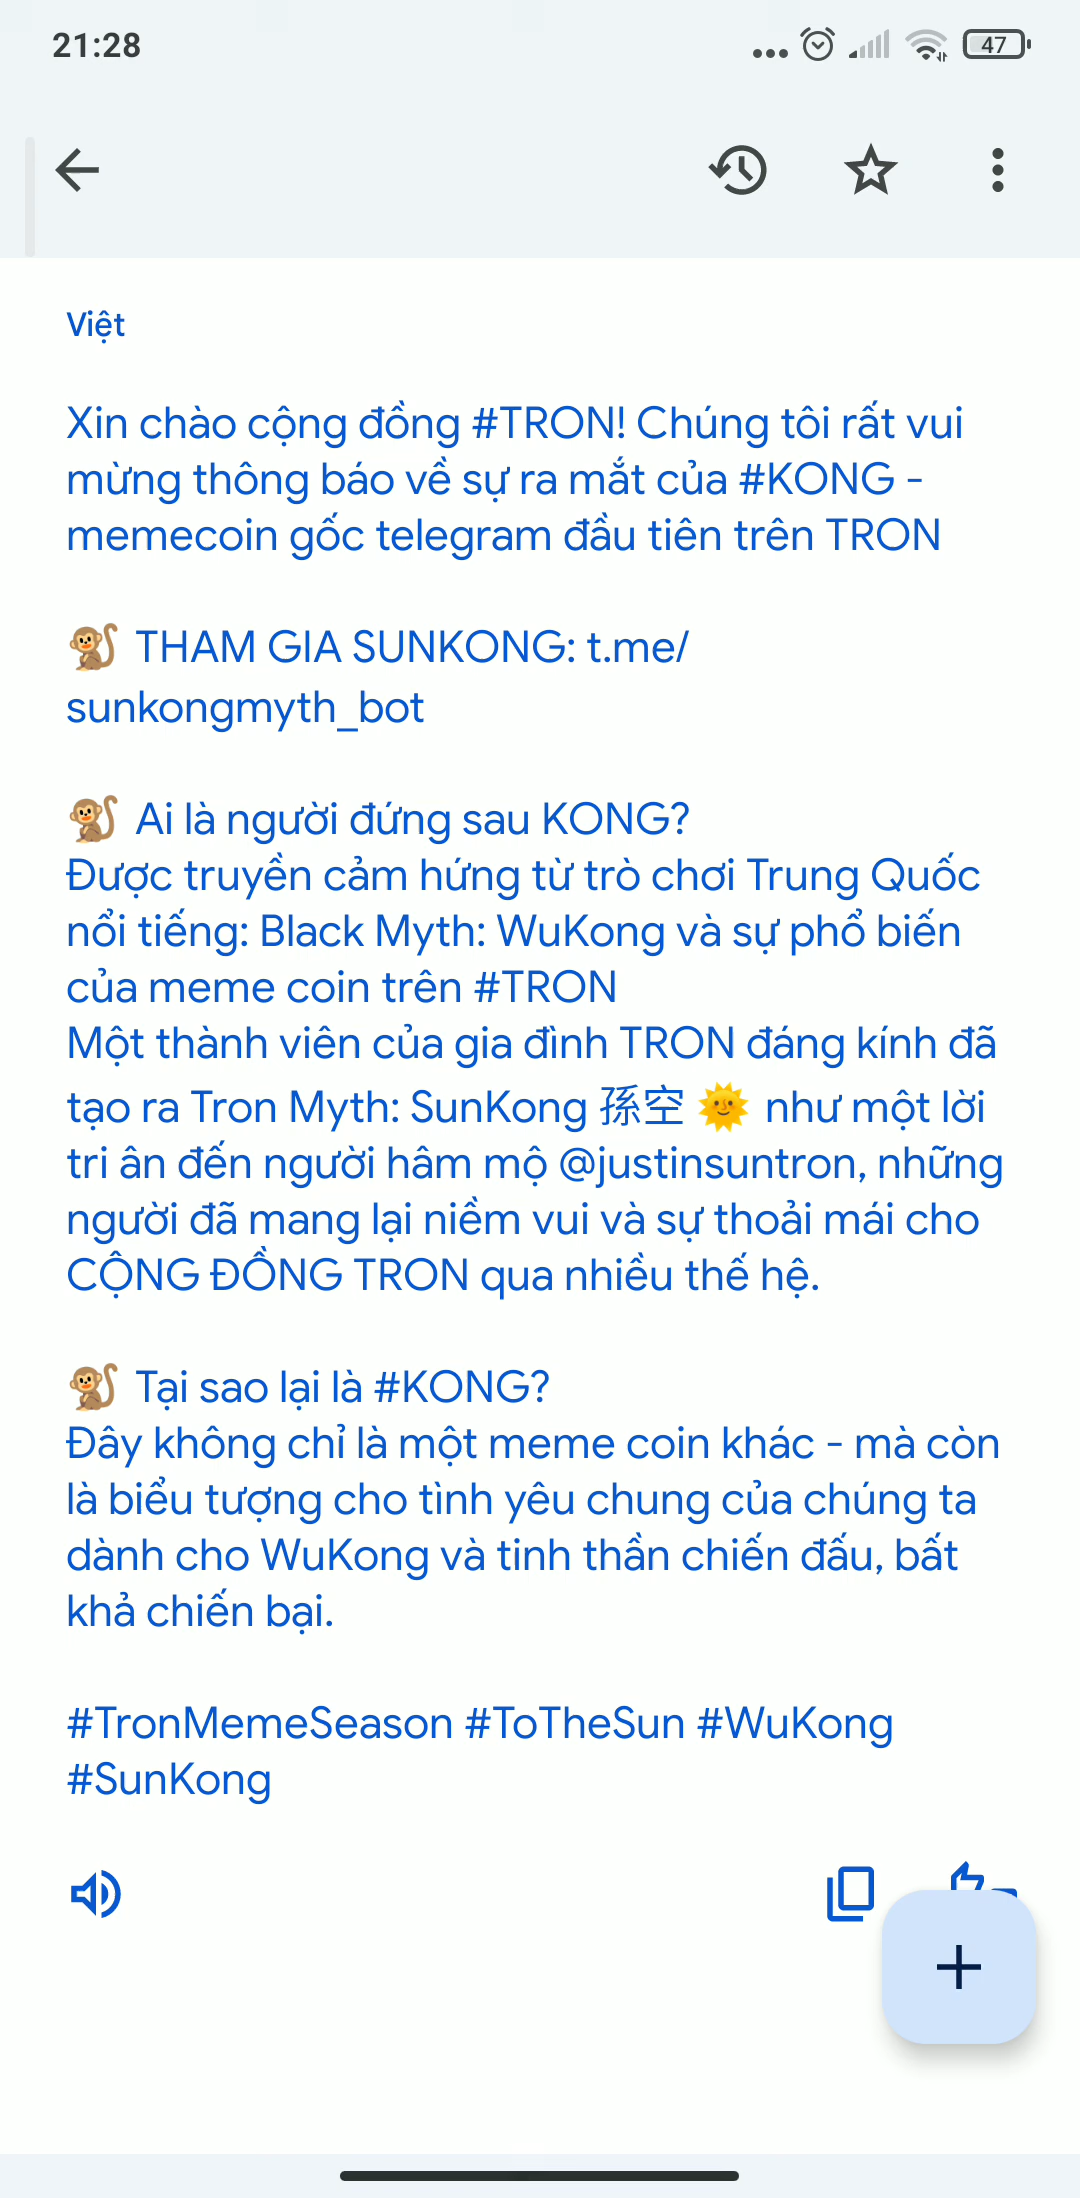 21:28
47
Việt
Xin chào cộng đồng #TRON! Chúng tôi rất vui
mừng thông báo về sự ra mắt của #KONG -
memecoin gốc telegram đầu tiên trên TRON
🐒 THAM GIA SUNKONG: t.me/
sunkongmyth_bot
🐒 Ai là người đứng sau KONG?
Được truyền cảm hứng từ trò chơi Trung Quốc
nổi tiếng: Black Myth: WuKong và sự phổ biến
của meme coin trên #TRON
Một thành viên của gia đình TRON đáng kính đã
tạo ra Tron Myth: SunKong 孫空 🌞 như một lời
tri ân đến người hâm mộ @justinsuntron, những
người đã mang lại niềm vui và sự thoải mái cho
CỘNG ĐỒNG TRON qua nhiều thế hệ.
🐒 Tại sao lại là #KONG?
Đây không chỉ là một meme coin khác - mà còn
là biểu tượng cho tình yêu chung của chúng ta
dành cho WuKong và tinh thần chiến đấu, bất
khả chiến bại.
#TronMemeSeason #ToTheSun #WuKong
#SunKong